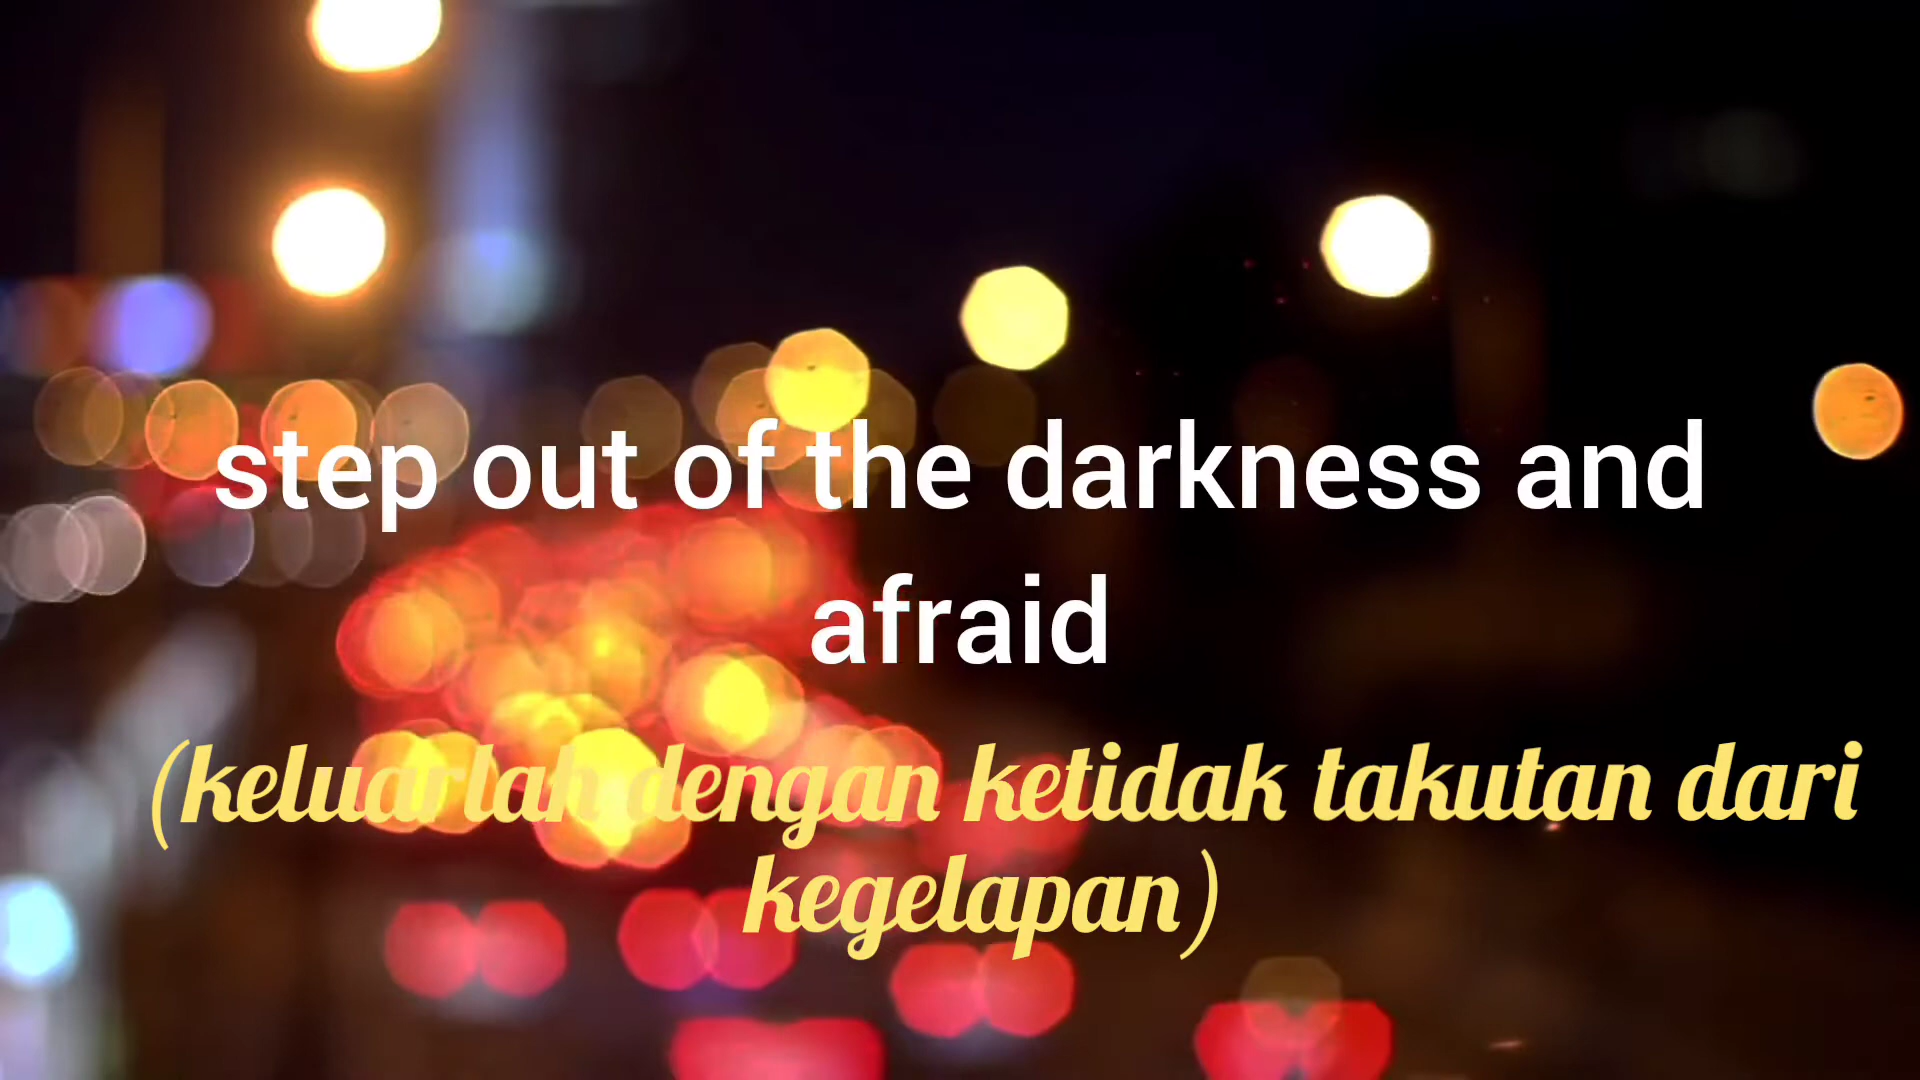 step out of the darkness and
afraid
(keluarlah dengan ketidak takutan dari
kegelapan)